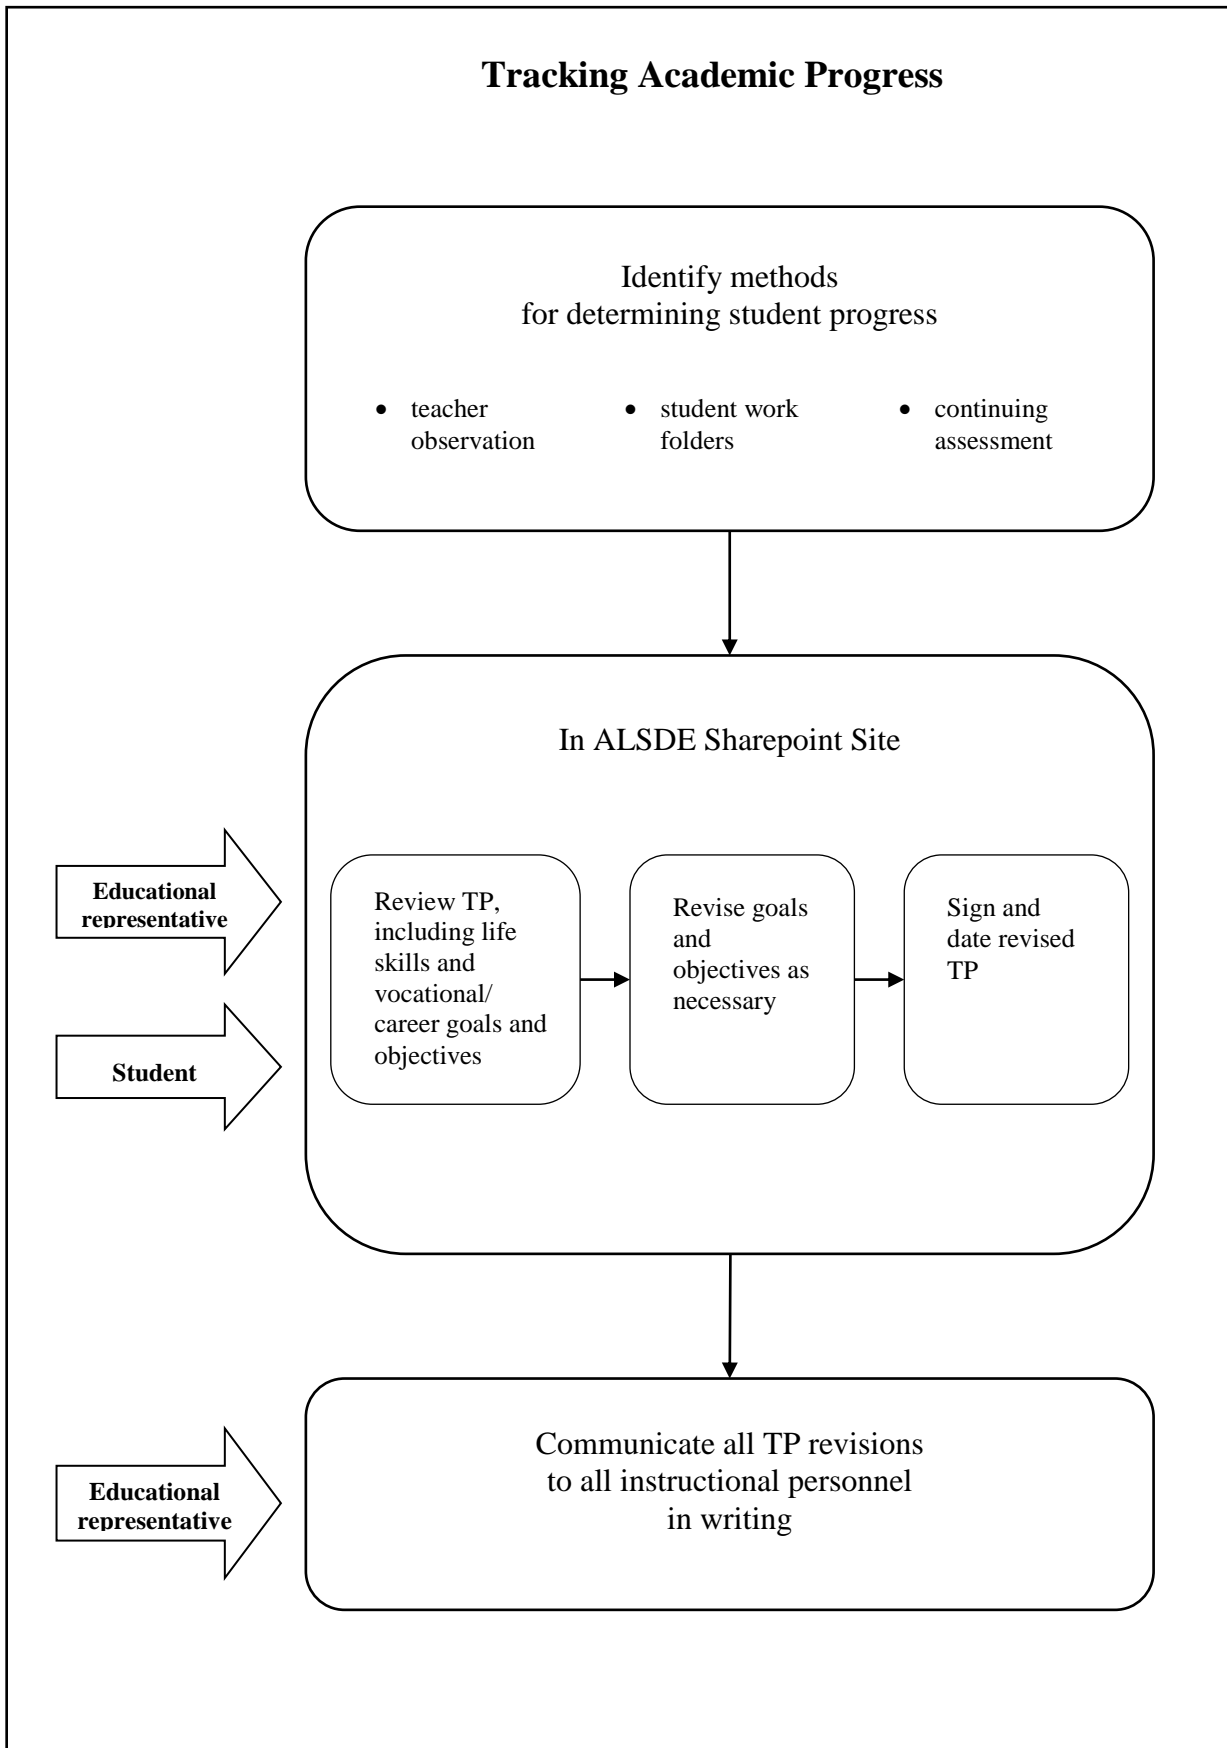 Tracking Academic Progress
Identify methods
for determining student progress
• teacher
observation
• student work
folders
• continuing
assessment
In ALSDE Sharepoint Site
Educational
representative
Student
Review TP,
including life
skills and
vocational/
career goals and
objectives
Revise goals
and
objectives as
necessary
Sign and
date revised
TP
Educational
representative
Communicate all TP revisions
to all instructional personnel
in writing